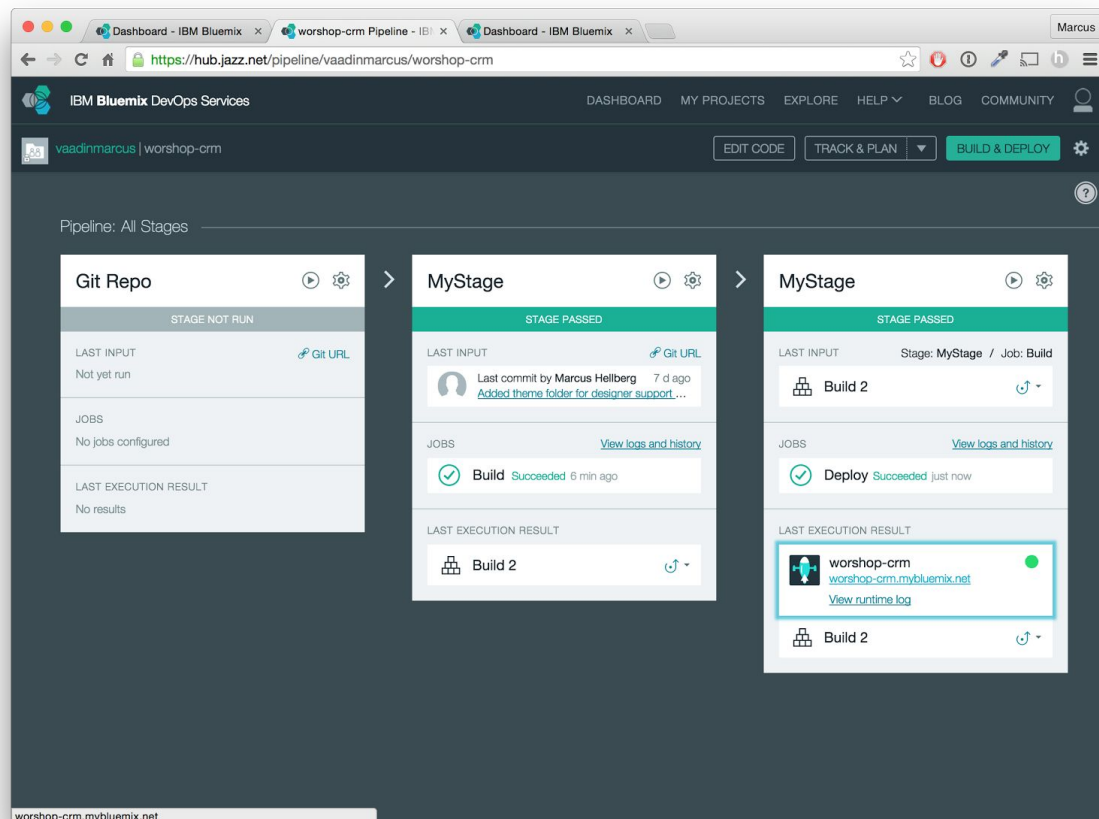 Dashboard - IBM Bluemix × worshop-crm Pipeline - IB × Dashboard - IBM Bluemix × Marcus
https://hub.jazz.net/pipeline/vaadinmarcus/worshop-crm
IBM Bluemix DevOps Services DASHBOARD MY PROJECTS EXPLORE HELP BLOG COMMUNITY
vaadinmarcus | worshop-crm EDIT CODE TRACK & PLAN BUILD & DEPLOY
?
Pipeline: All Stages
Git Repo
STAGE NOT RUN
LAST INPUT Git URL
Not yet run
JOBS
No jobs configured
LAST EXECUTION RESULT
No results
MyStage
STAGE PASSED
LAST INPUT Git URL
Last commit by Marcus Hellberg 7 d ago
Added theme folder for designer support ...
JOBS View logs and history
Build Succeeded 6 min ago
LAST EXECUTION RESULT
Build 2
MyStage
STAGE PASSED
LAST INPUT Stage: MyStage / Job: Build
Build 2
JOBS View logs and history
Deploy Succeeded just now
LAST EXECUTION RESULT
worshop-crm
worshop-crm.mybluemix.net
View runtime log
Build 2
worshop-crm.mybluemix.net